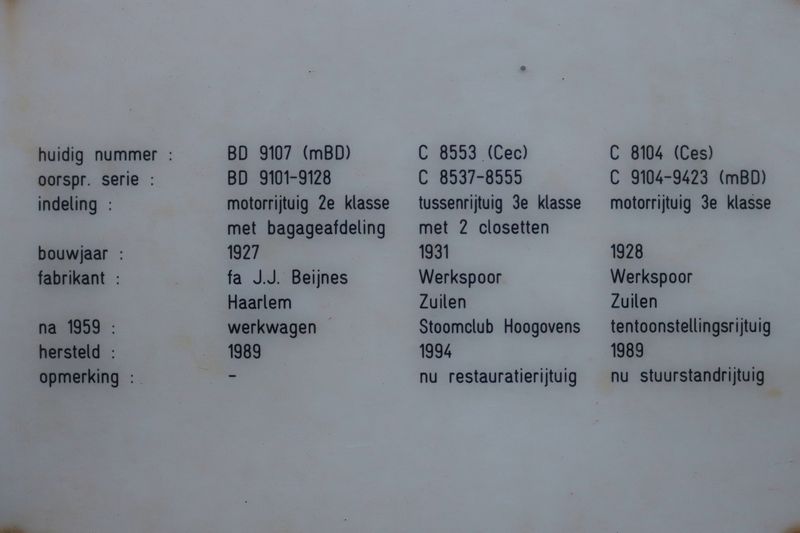 huidig nummer : BD 9107 (mBD) C 8553 (Cec) C 8104 (Ces)
oorspr. serie : BD 9101-9128 C 8537-8555 C 9104-9423 (mBD)
indeling : motorrijtuig 2e klasse tussenrijtuig 3e klasse motorrijtuig 3e klasse
met bagageafdeling met 2 closetten
bouwjaar : 1927 1931 1928
fabrikant : fa J.J. Beijnes Werkspoor Werkspoor
Haarlem Zuilen Zuilen
na 1959 : werkwagen Stoomclub Hoogovens tentoonstellingsrijtuig
hersteld : 1989 1994 1989
opmerking : - nu restauratierijtuig nu stuurstandrijtuig